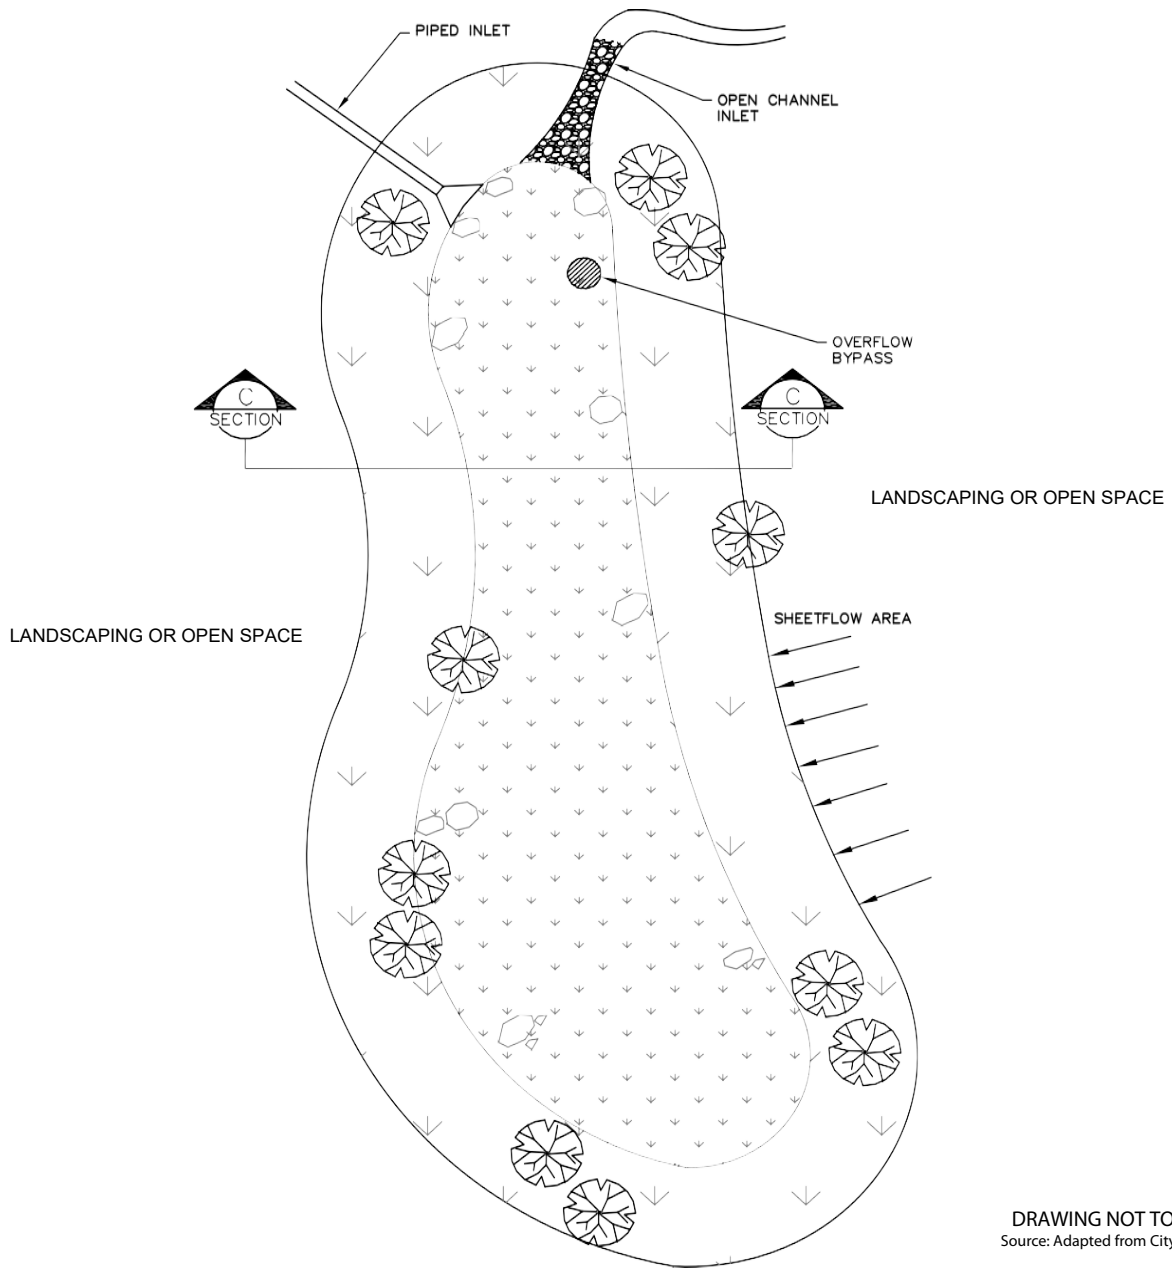 PIPED INLET
OPEN CHANNEL
INLET
OVERFLOW
BYPASS
C
SECTION
C
SECTION
LANDSCAPING OR OPEN SPACE
SHEETFLOW AREA
LANDSCAPING OR OPEN SPACE
DRAWING NOT TO
Source: Adapted from City